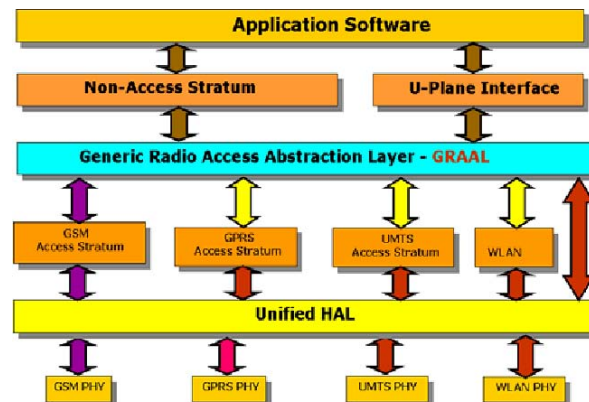 Application Software
Non-Access Stratum
U-Plane Interface
Generic Radio Access Abstraction Layer - GRAAL
GSM
Access Stratum
GPRS
Access Stratum
UMTS
Access Stratum
WLAN
Unified HAL
GSM PHY
GPRS PHY
UMTS PHY
WLAN PHY